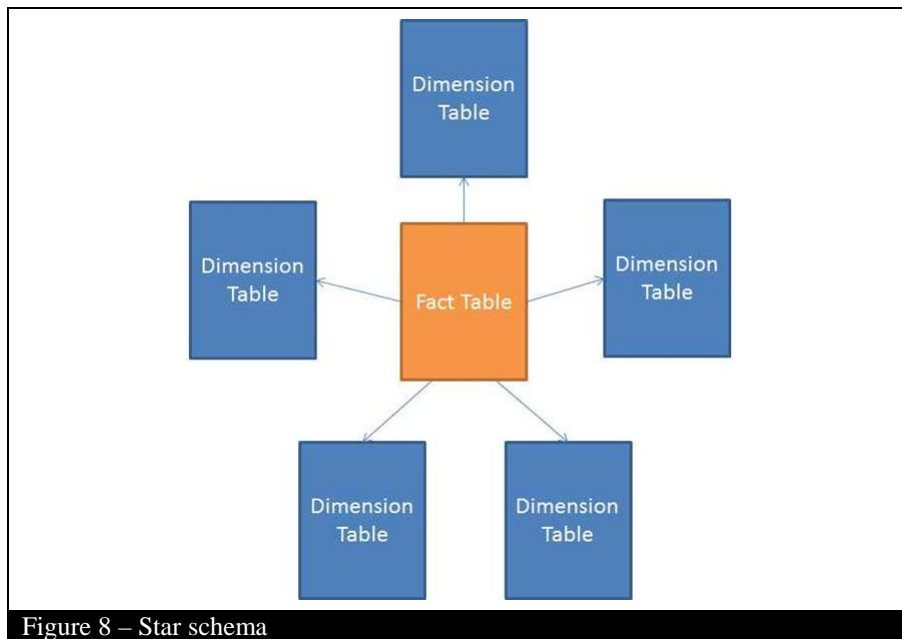 Dimension
Table
Dimension
Table
Fact Table
Dimension
Table
Dimension
Table
Dimension
Table
Figure 8 – Star schema